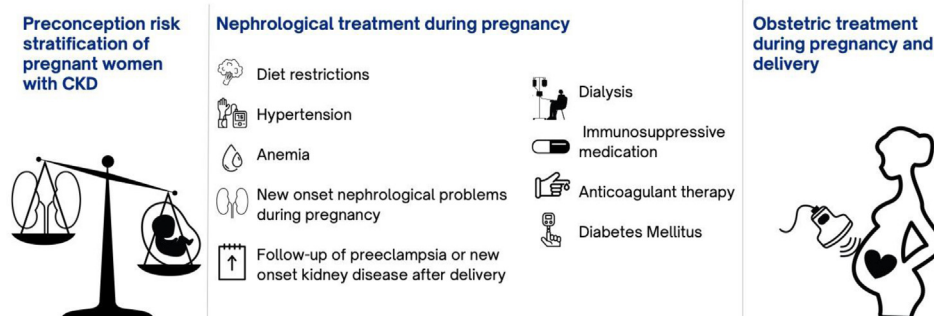 Preconception risk
stratification of
pregnant women
with CKD
Nephrological treatment during pregnancy
Diet restrictions
Hypertension
Anemia
New onset nephrological problems
during pregnancy
Follow-up of preeclampsia or new
onset kidney disease after delivery
Dialysis
Immunosuppressive
medication
Anticoagulant therapy
Diabetes Mellitus
Obstetric treatment
during pregnancy and
delivery